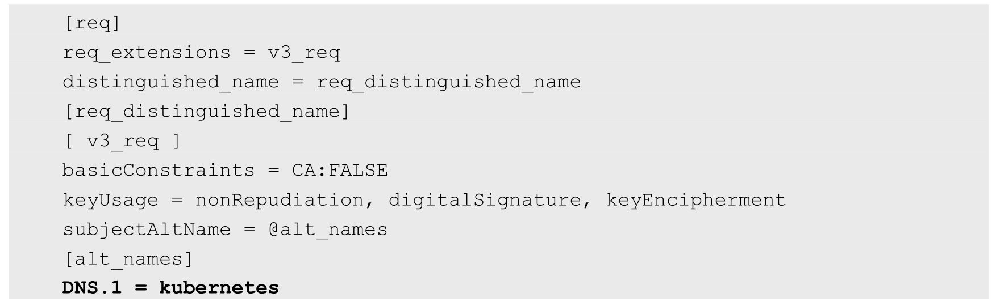 [req]
req_extensions = v3_req
distinguished_name = req_distinguished_name
[req_distinguished_name]
[ v3_req ]
basicConstraints = CA:FALSE
keyUsage = nonRepudiation, digitalSignature, keyEncipherment
subjectAltName = @alt_names
[alt_names]
DNS.1 = kubernetes